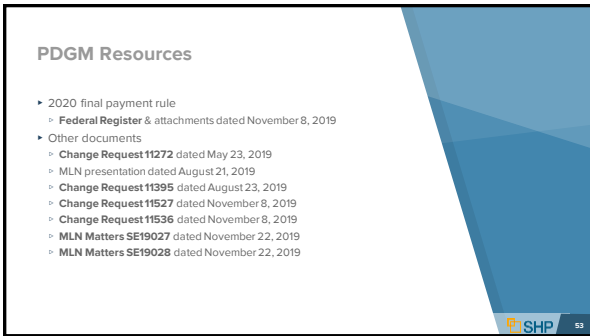 PDGM Resources
▸ 2020 final payment rule
▹ Federal Register & attachments dated November 8, 2019
▸ Other documents
▹ Change Request 11272 dated May 23, 2019
▹ MLN presentation dated August 21, 2019
▹ Change Request 11395 dated August 23, 2019
▹ Change Request 11527 dated November 8, 2019
▹ Change Request 11536 dated November 8, 2019
▹ MLN Matters SE19027 dated November 22, 2019
▹ MLN Matters SE19028 dated November 22, 2019
SHP 53